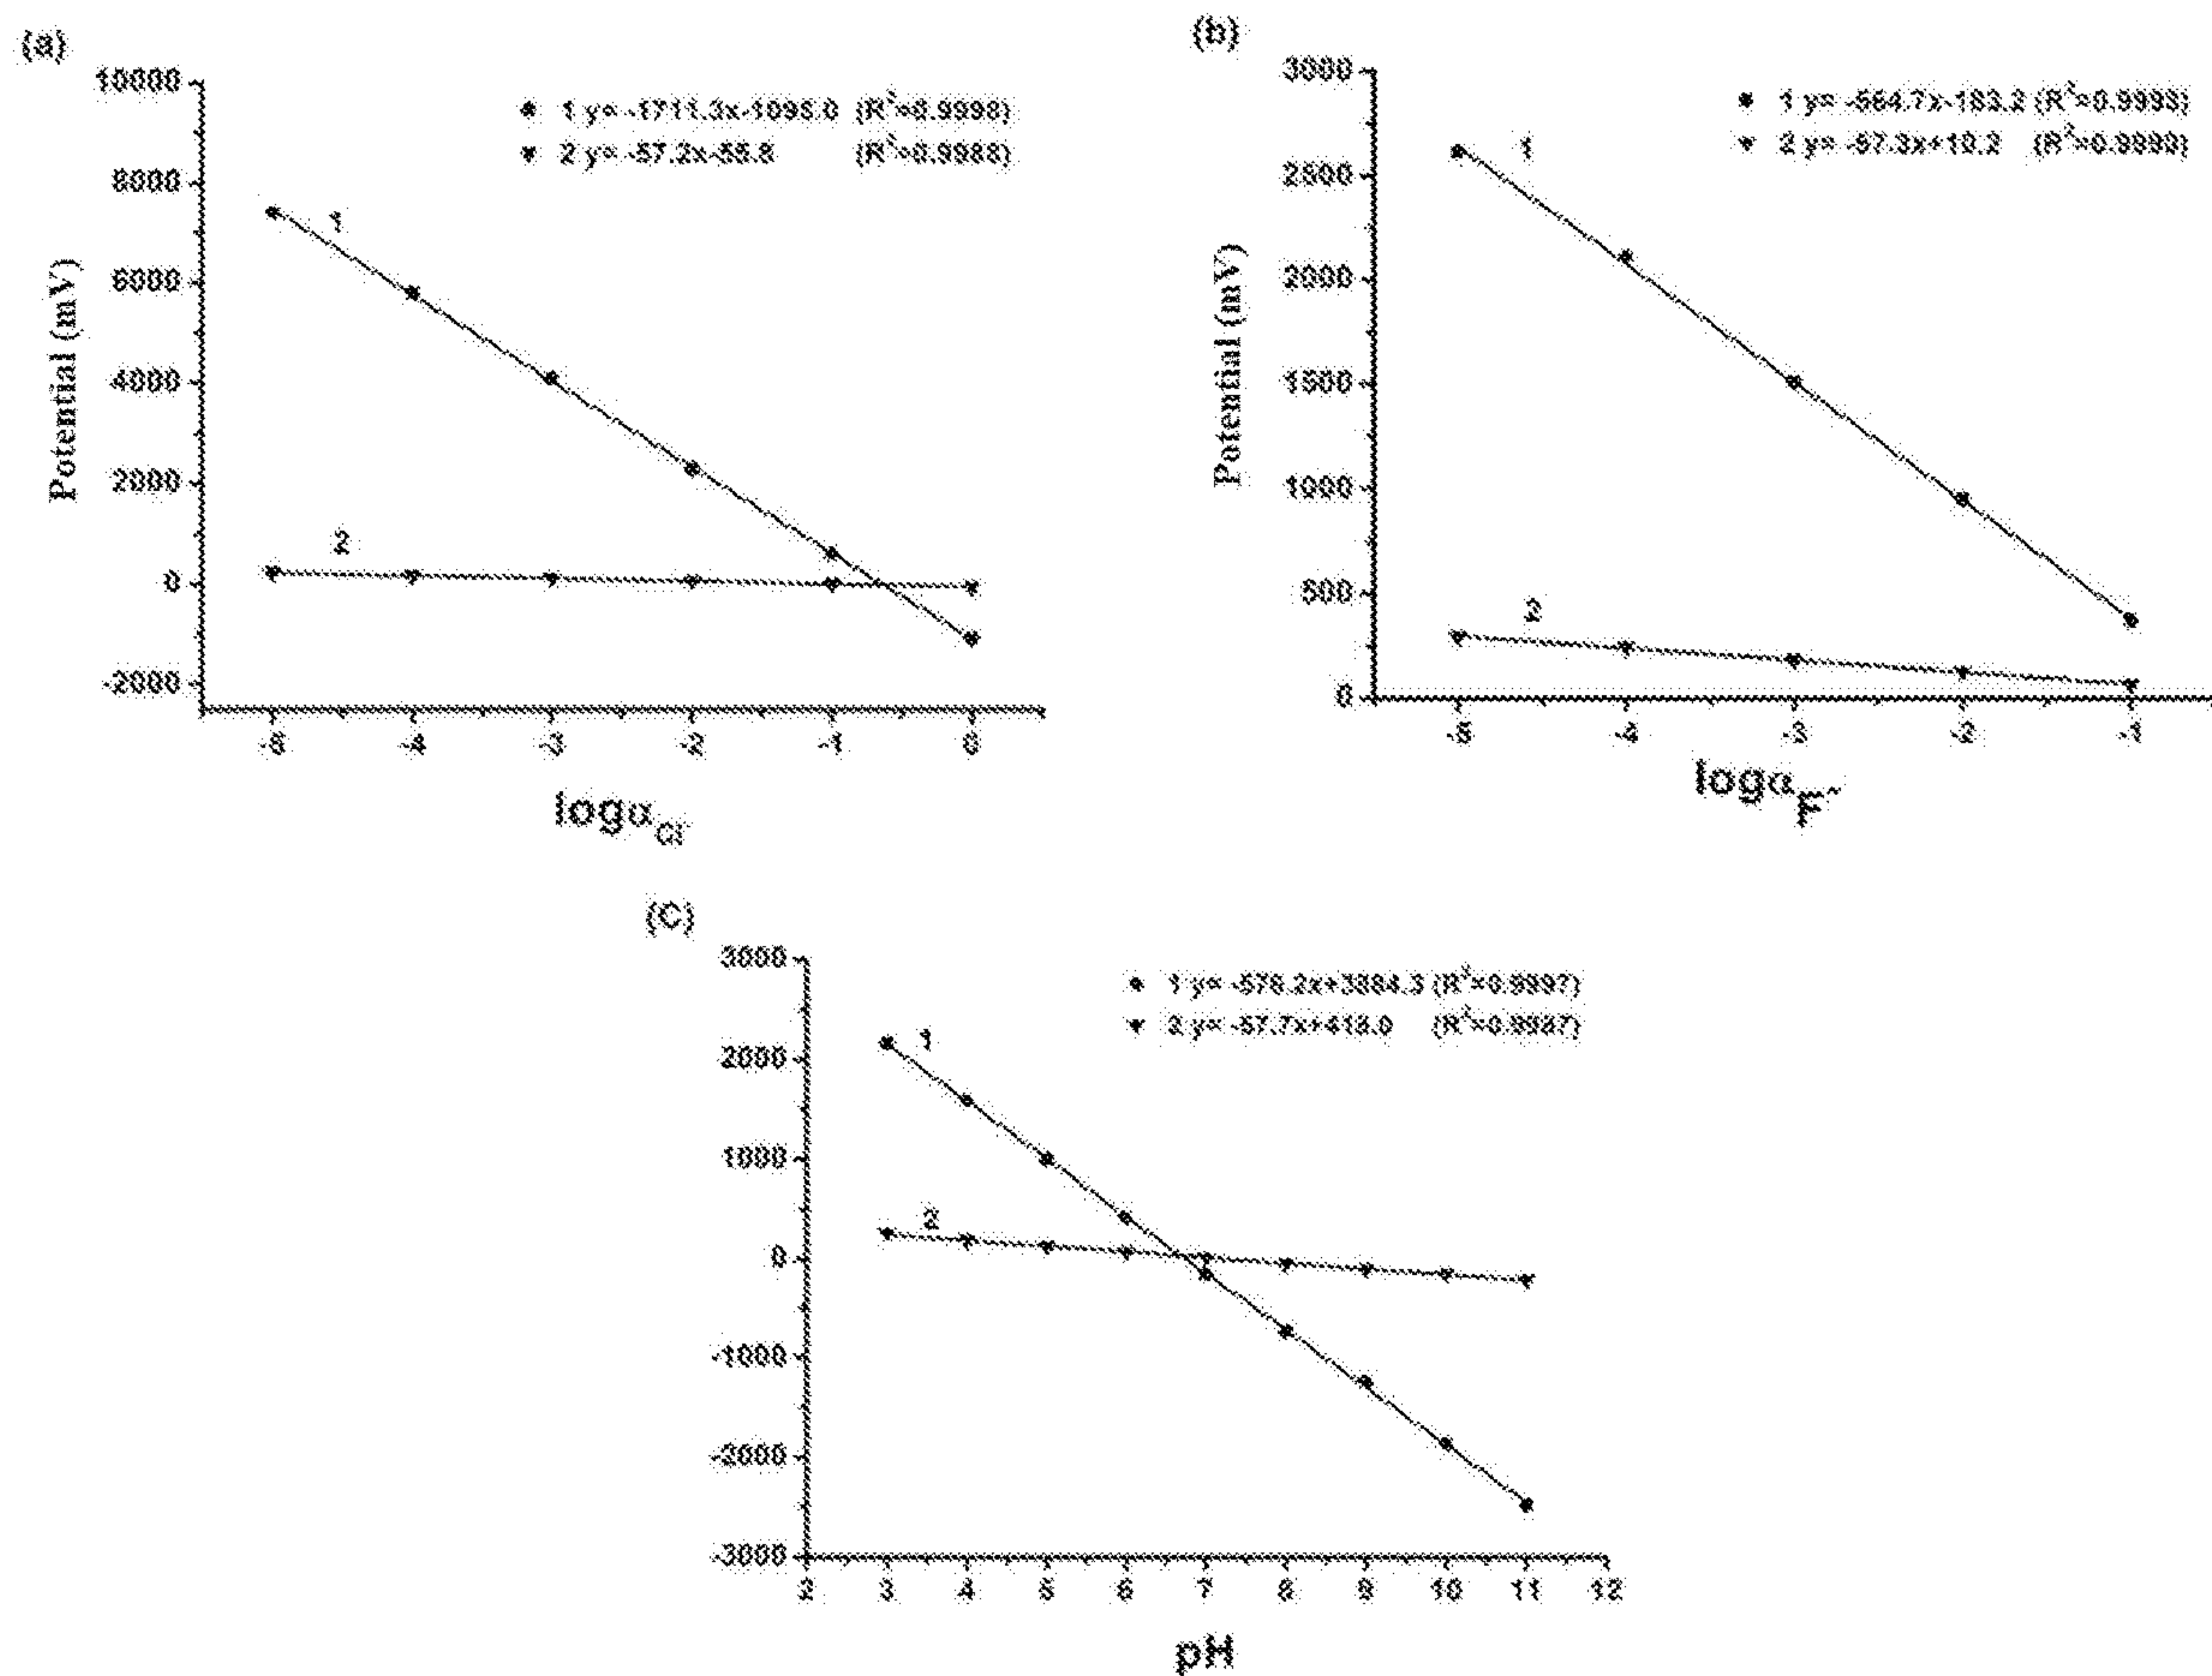 (a)
10000
8000
6000
4000
2000
0
-2000
Potential (mV)
1 y= -1711.3x-1098.0 (R²=0.9998)
2 y= -57.2x-55.8 (R²=0.9988)
1
2
-5 -4 -3 -2 -1 0
logα Cl⁻
(b)
3000
2500
2000
1500
1000
500
0
Potential (mV)
1 y= -564.7x-183.2 (R²=0.9993)
2 y= -57.3x+10.2 (R²=0.9990)
1
2
-5 -4 -3 -2 -1
logα F⁻
(C)
3000
2000
1000
0
-1000
-2000
-3000
1 y= -578.2x+3884.3 (R²=0.9997)
2 y= -57.7x+418.0 (R²=0.9987)
1
2
2 3 4 5 6 7 8 9 10 11 12
pH